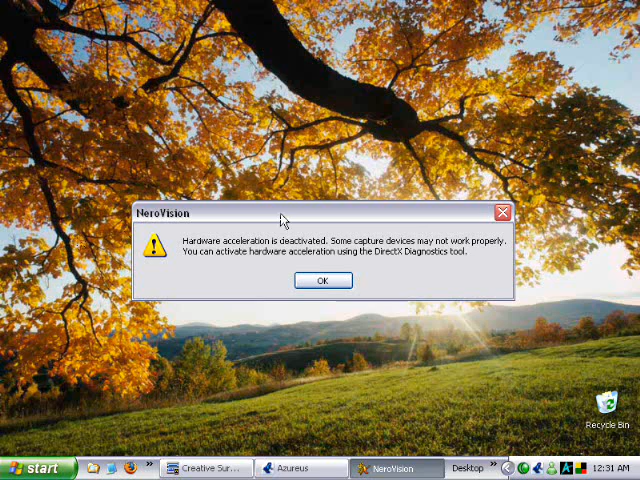 NeroVision
Hardware acceleration is deactivated. Some capture devices may not work properly.
You can activate hardware acceleration using the DirectX Diagnostics tool.
OK
Recycle Bin
start
»
Creative Sur...
Azureus
NeroVision
Desktop
»
12:31 AM